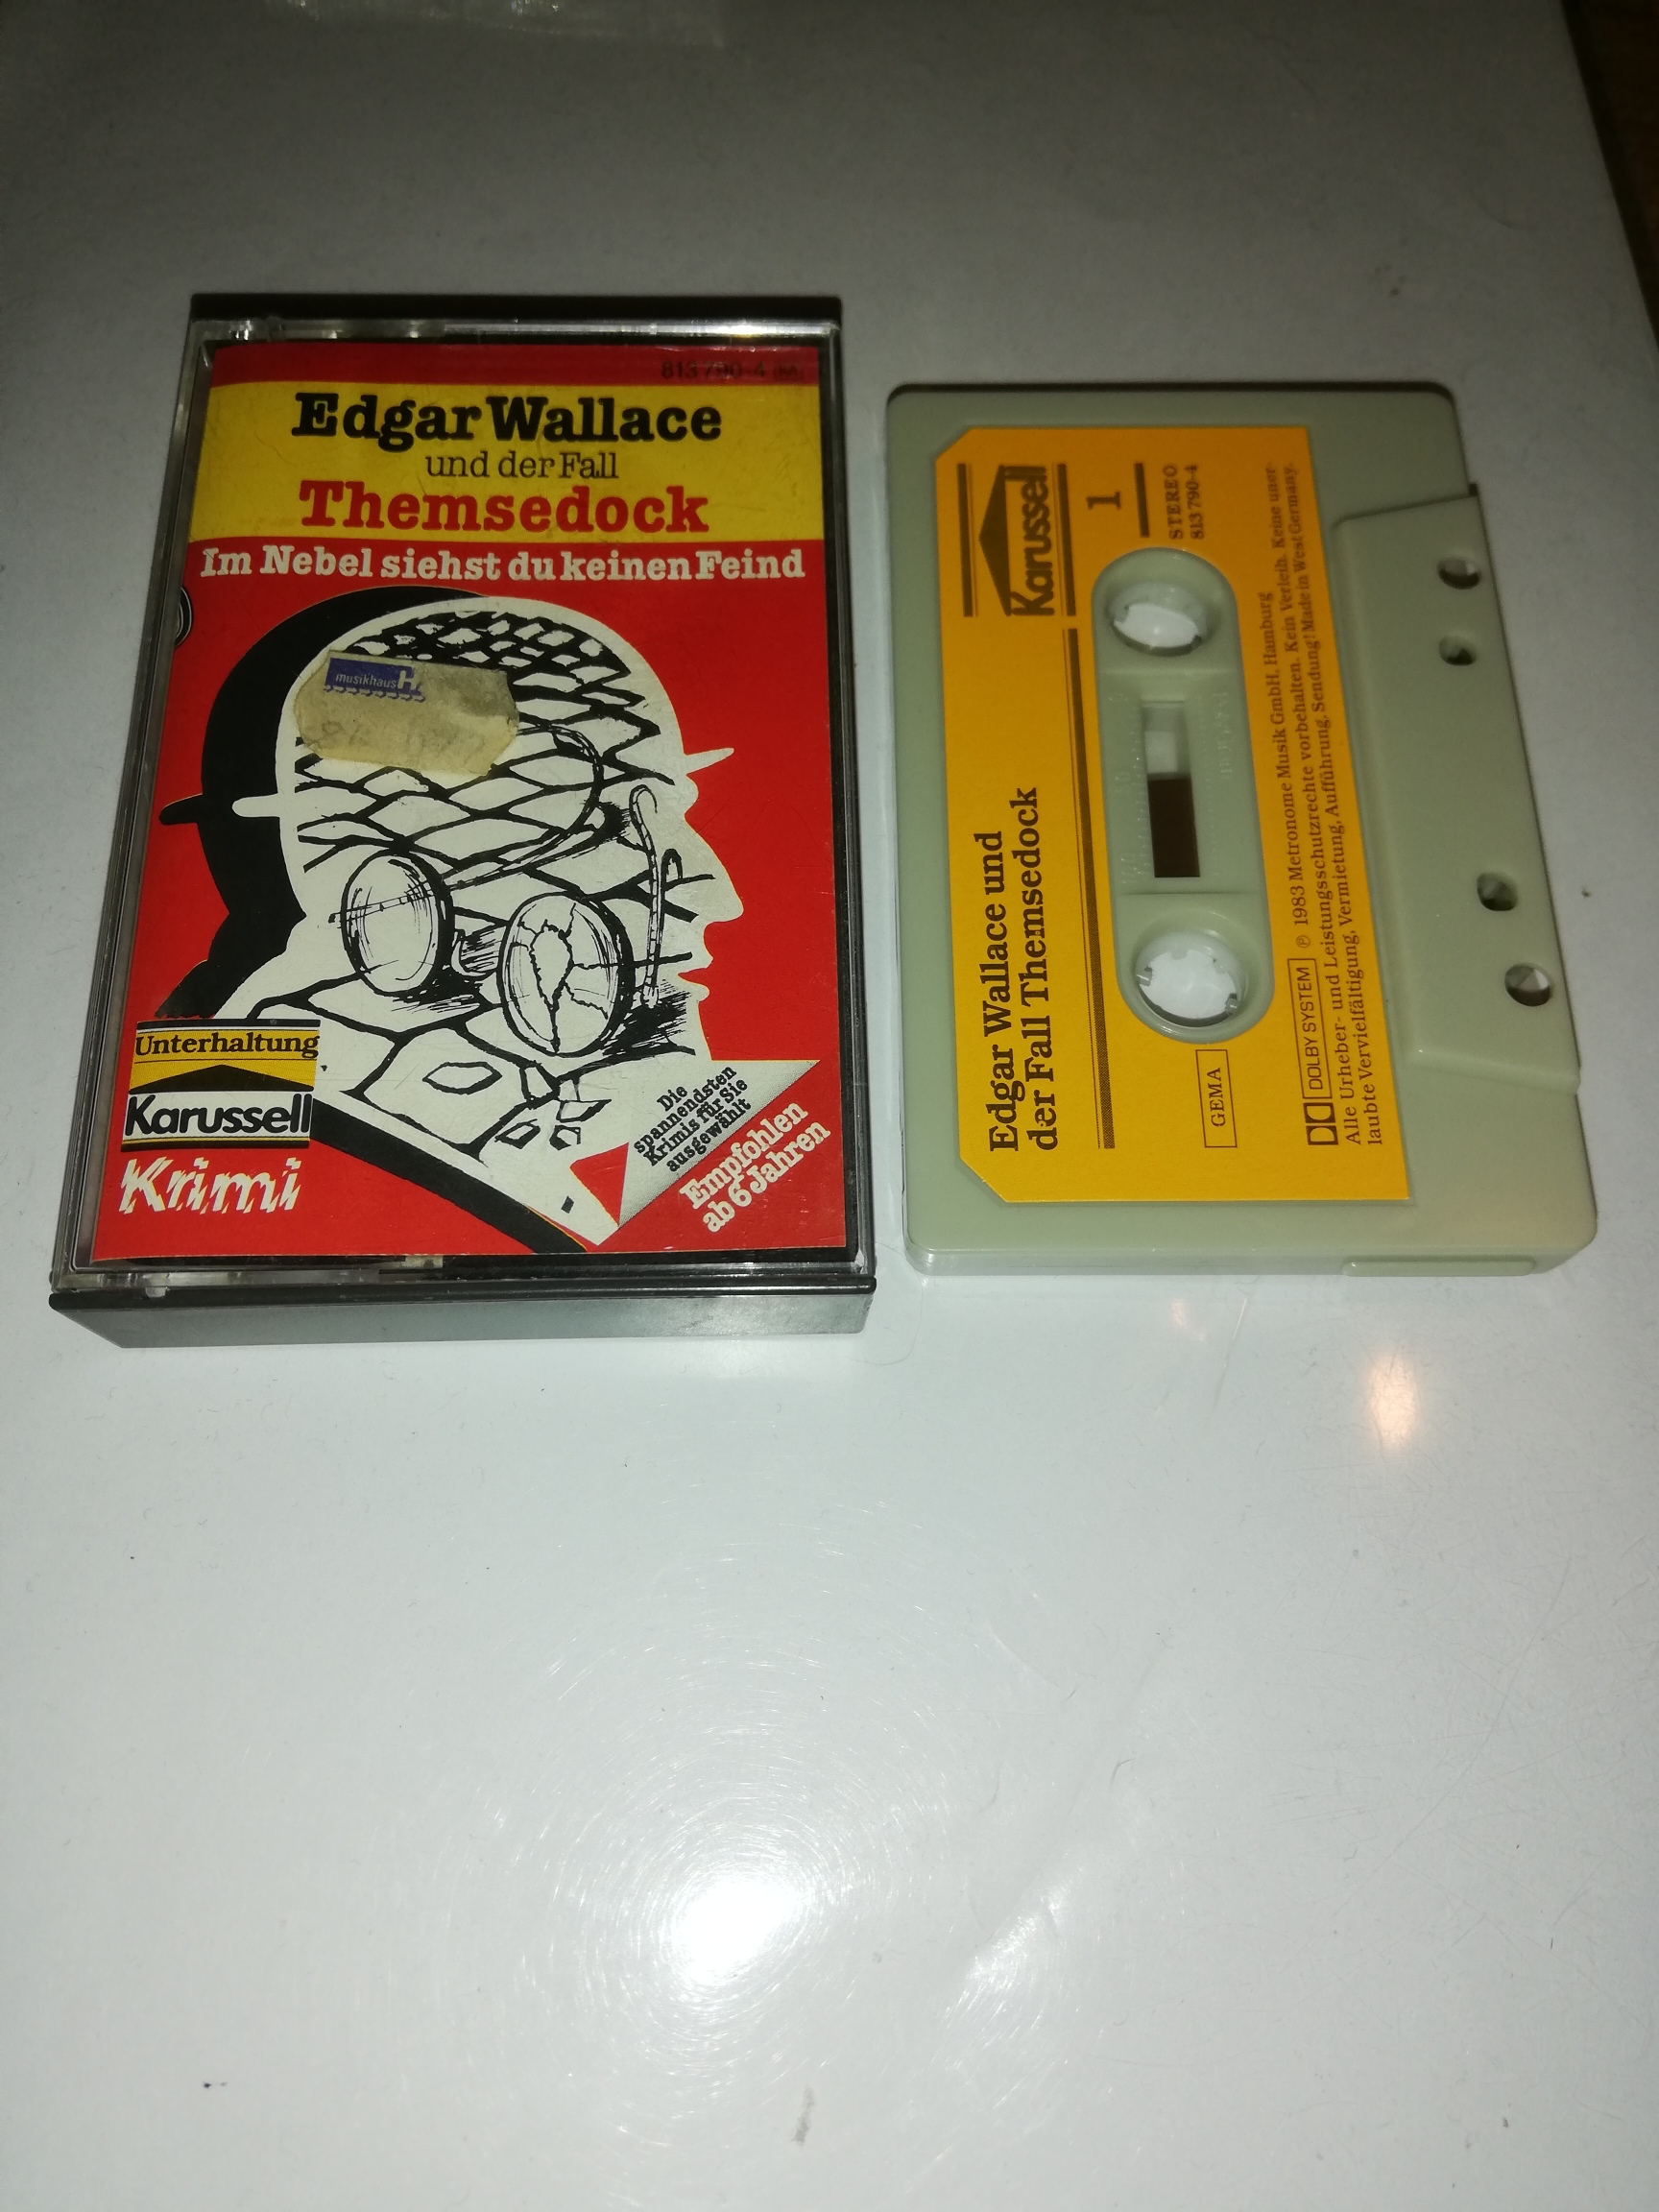 813 790-4
Edgar Wallace
und der Fall
Themsedock
Im Nebel siehst du keinen Feind
musikhaus H
Unterhaltung
Karussell
Krimi
Die
spannendsten
Krimis für Sie
ausgewählt
Empfohlen
ab 6 Jahren
Karussell
1
STEREO
813 790-4
Edgar Wallace und
der Fall Themsedock
GEMA
DOLBY SYSTEM ℗ 1983 Metronome Musik GmbH, Hamburg
Alle Urheber- und Leistungsschutzrechte vorbehalten. Kein Verleih. Keine uner-
laubte Vervielfältigung, Vermietung, Aufführung, Sendung! Made in West Germany.